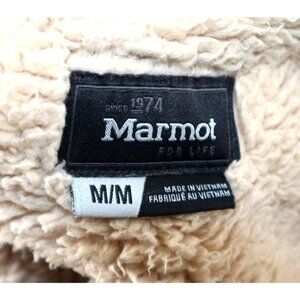 SINCE 1974
Marmot
FOR LIFE
M/M
MADE IN VIETNAM
FABRIQUÉ AU VIETNAM